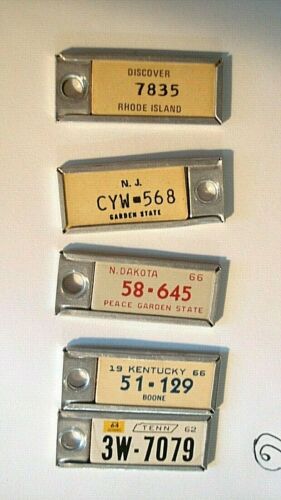 DISCOVER
7835
RHODE ISLAND
N. J.
CYW-568
GARDEN STATE
N. DAKOTA 66
58-645
PEACE GARDEN STATE
19 KENTUCKY 66
51-129
BOONE
64 TENN 62
3W-7079